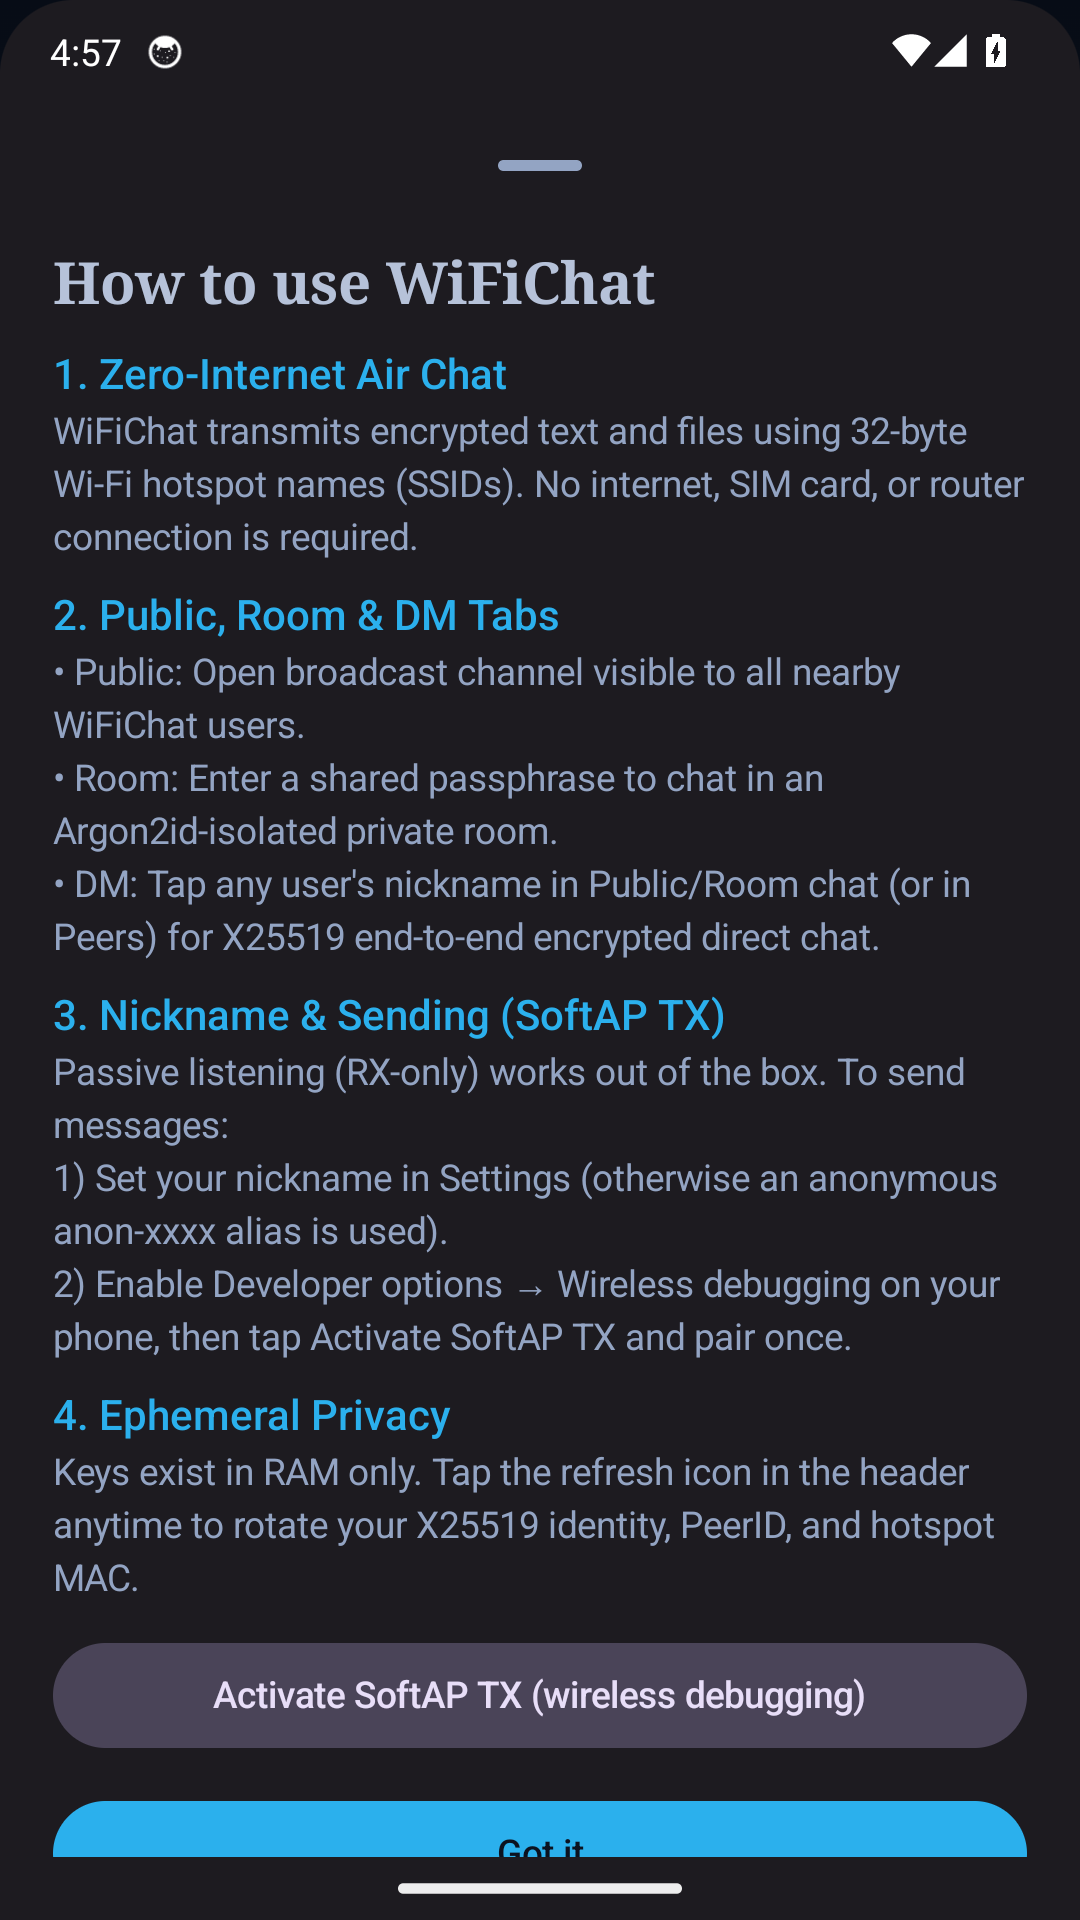 4:57
How to use WiFiChat
1. Zero-Internet Air Chat
WiFiChat transmits encrypted text and files using 32-byte
Wi-Fi hotspot names (SSIDs). No internet, SIM card, or router
connection is required.
2. Public, Room & DM Tabs
• Public: Open broadcast channel visible to all nearby
WiFiChat users.
• Room: Enter a shared passphrase to chat in an
Argon2id-isolated private room.
• DM: Tap any user's nickname in Public/Room chat (or in
Peers) for X25519 end-to-end encrypted direct chat.
3. Nickname & Sending (SoftAP TX)
Passive listening (RX-only) works out of the box. To send
messages:
1) Set your nickname in Settings (otherwise an anonymous
anon-xxxx alias is used).
2) Enable Developer options → Wireless debugging on your
phone, then tap Activate SoftAP TX and pair once.
4. Ephemeral Privacy
Keys exist in RAM only. Tap the refresh icon in the header
anytime to rotate your X25519 identity, PeerID, and hotspot
MAC.
Activate SoftAP TX (wireless debugging)
Got it